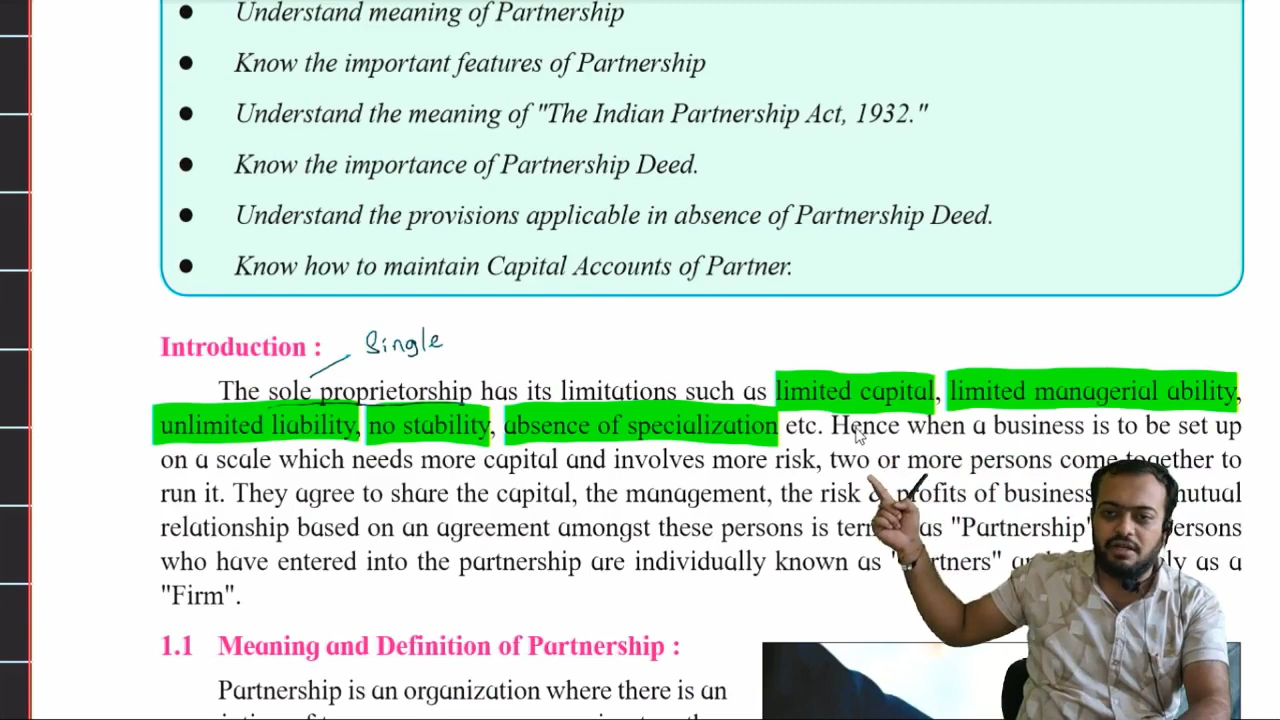 Understand meaning of Partnership
Know the important features of Partnership
Understand the meaning of "The Indian Partnership Act, 1932."
Know the importance of Partnership Deed.
Understand the provisions applicable in absence of Partnership Deed.
Know how to maintain Capital Accounts of Partner.
Introduction : Single
The sole proprietorship has its limitations such as limited capital, limited managerial ability,
unlimited liability, no stability, absence of specialization etc. Hence when a business is to be set up
on a scale which needs more capital and involves more risk, two or more persons come together to
run it. They agree to share the capital, the management, the risk & profits of business mutual
relationship based on an agreement amongst these persons is as "Partnership"
who have entered into the partnership are individually known as as a
"Firm".
1.1 Meaning and Definition of Partnership :
Partnership is an organization where there is an